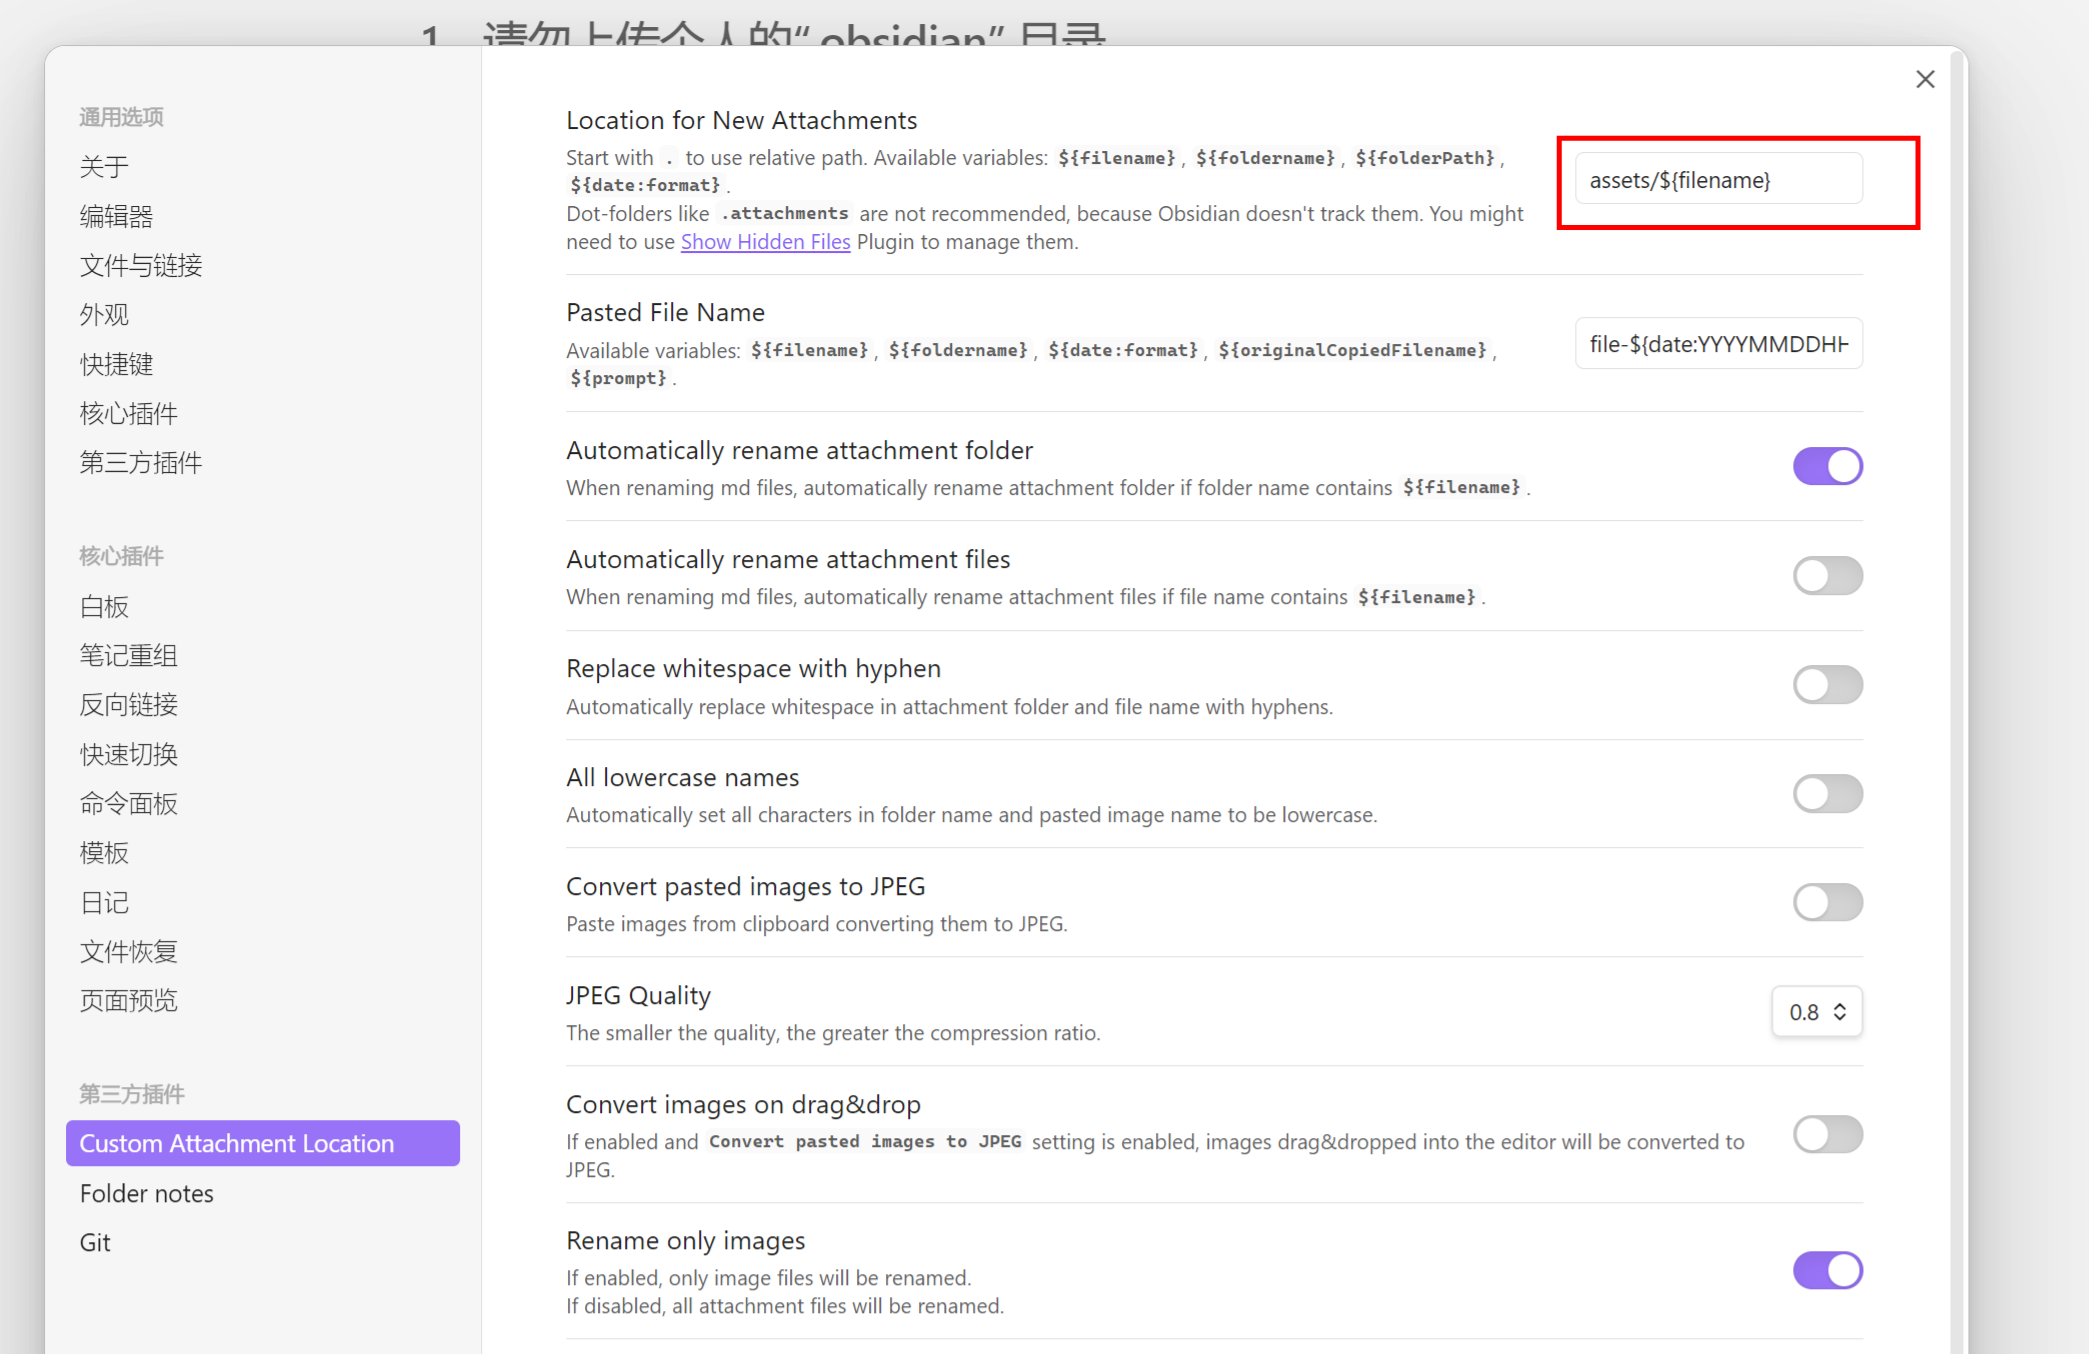 1. 请勿上传个人的“.obsidian” 目录
通用选项
关于
编辑器
文件与链接
外观
快捷键
核心插件
第三方插件
核心插件
白板
笔记重组
反向链接
快速切换
命令面板
模板
日记
文件恢复
页面预览
第三方插件
Custom Attachment Location
Folder notes
Git
Location for New Attachments
Start with . to use relative path. Available variables: ${filename}, ${foldername}, ${folderPath},
${date:format}.
Dot-folders like .attachments are not recommended, because Obsidian doesn't track them. You might
need to use Show Hidden Files Plugin to manage them.
assets/${filename}
Pasted File Name
Available variables: ${filename}, ${foldername}, ${date:format}, ${originalCopiedFilename},
${prompt}.
file-${date:YYYYMMDDHH
Automatically rename attachment folder
When renaming md files, automatically rename attachment folder if folder name contains ${filename}.
Automatically rename attachment files
When renaming md files, automatically rename attachment files if file name contains ${filename}.
Replace whitespace with hyphen
Automatically replace whitespace in attachment folder and file name with hyphens.
All lowercase names
Automatically set all characters in folder name and pasted image name to be lowercase.
Convert pasted images to JPEG
Paste images from clipboard converting them to JPEG.
JPEG Quality
The smaller the quality, the greater the compression ratio.
0.8
Convert images on drag&drop
If enabled and Convert pasted images to JPEG setting is enabled, images drag&dropped into the editor will be converted to
JPEG.
Rename only images
If enabled, only image files will be renamed.
If disabled, all attachment files will be renamed.